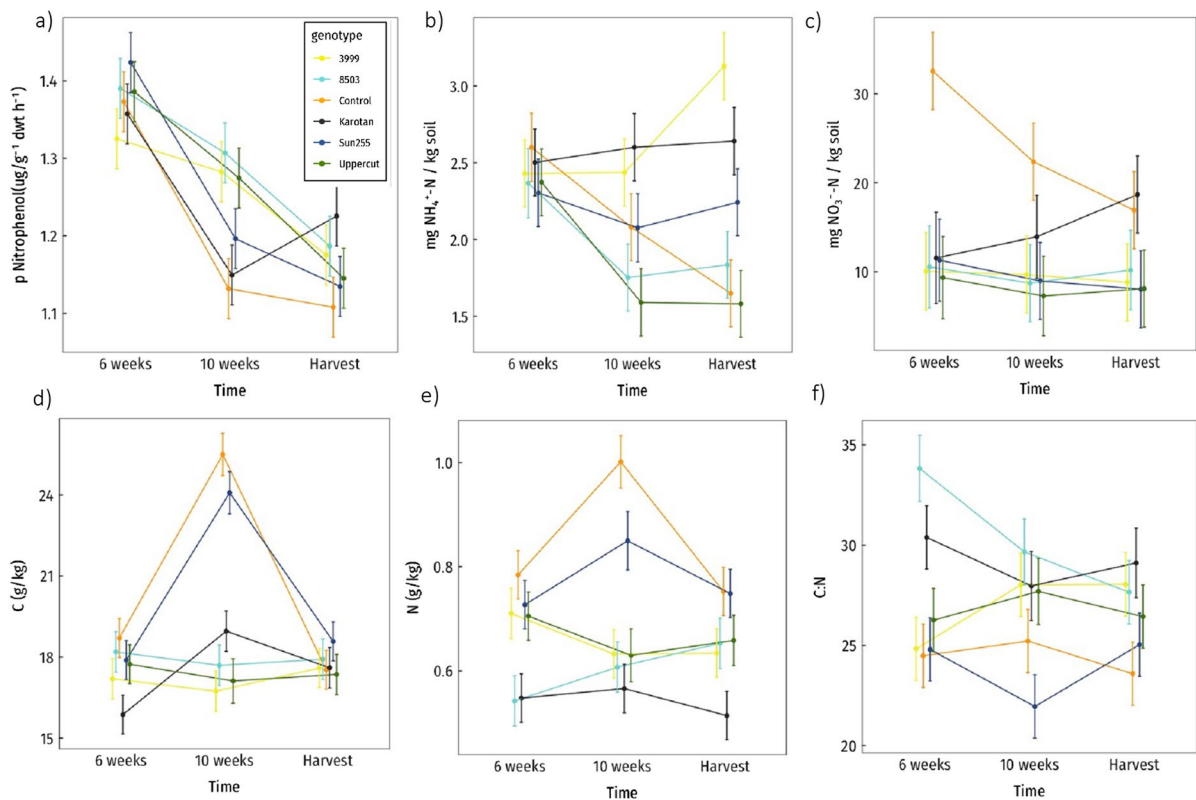 a)
p Nitrophenol(ug/g⁻¹ dwt h⁻¹)
1.4
1.3
1.2
1.1
genotype
3999
8503
Control
Karotan
Sun255
Uppercut
6 weeks 10 weeks Harvest
Time
b)
mg NH₄⁺-N / kg soil
3.0
2.5
2.0
1.5
6 weeks 10 weeks Harvest
Time
c)
mg NO₃⁻-N / kg soil
30
20
10
6 weeks 10 weeks Harvest
Time
d)
C (g/kg)
24
21
18
15
6 weeks 10 weeks Harvest
Time
e)
N (g/kg)
1.0
0.8
0.6
6 weeks 10 weeks Harvest
Time
f)
C:N
35
30
25
20
6 weeks 10 weeks Harvest
Time